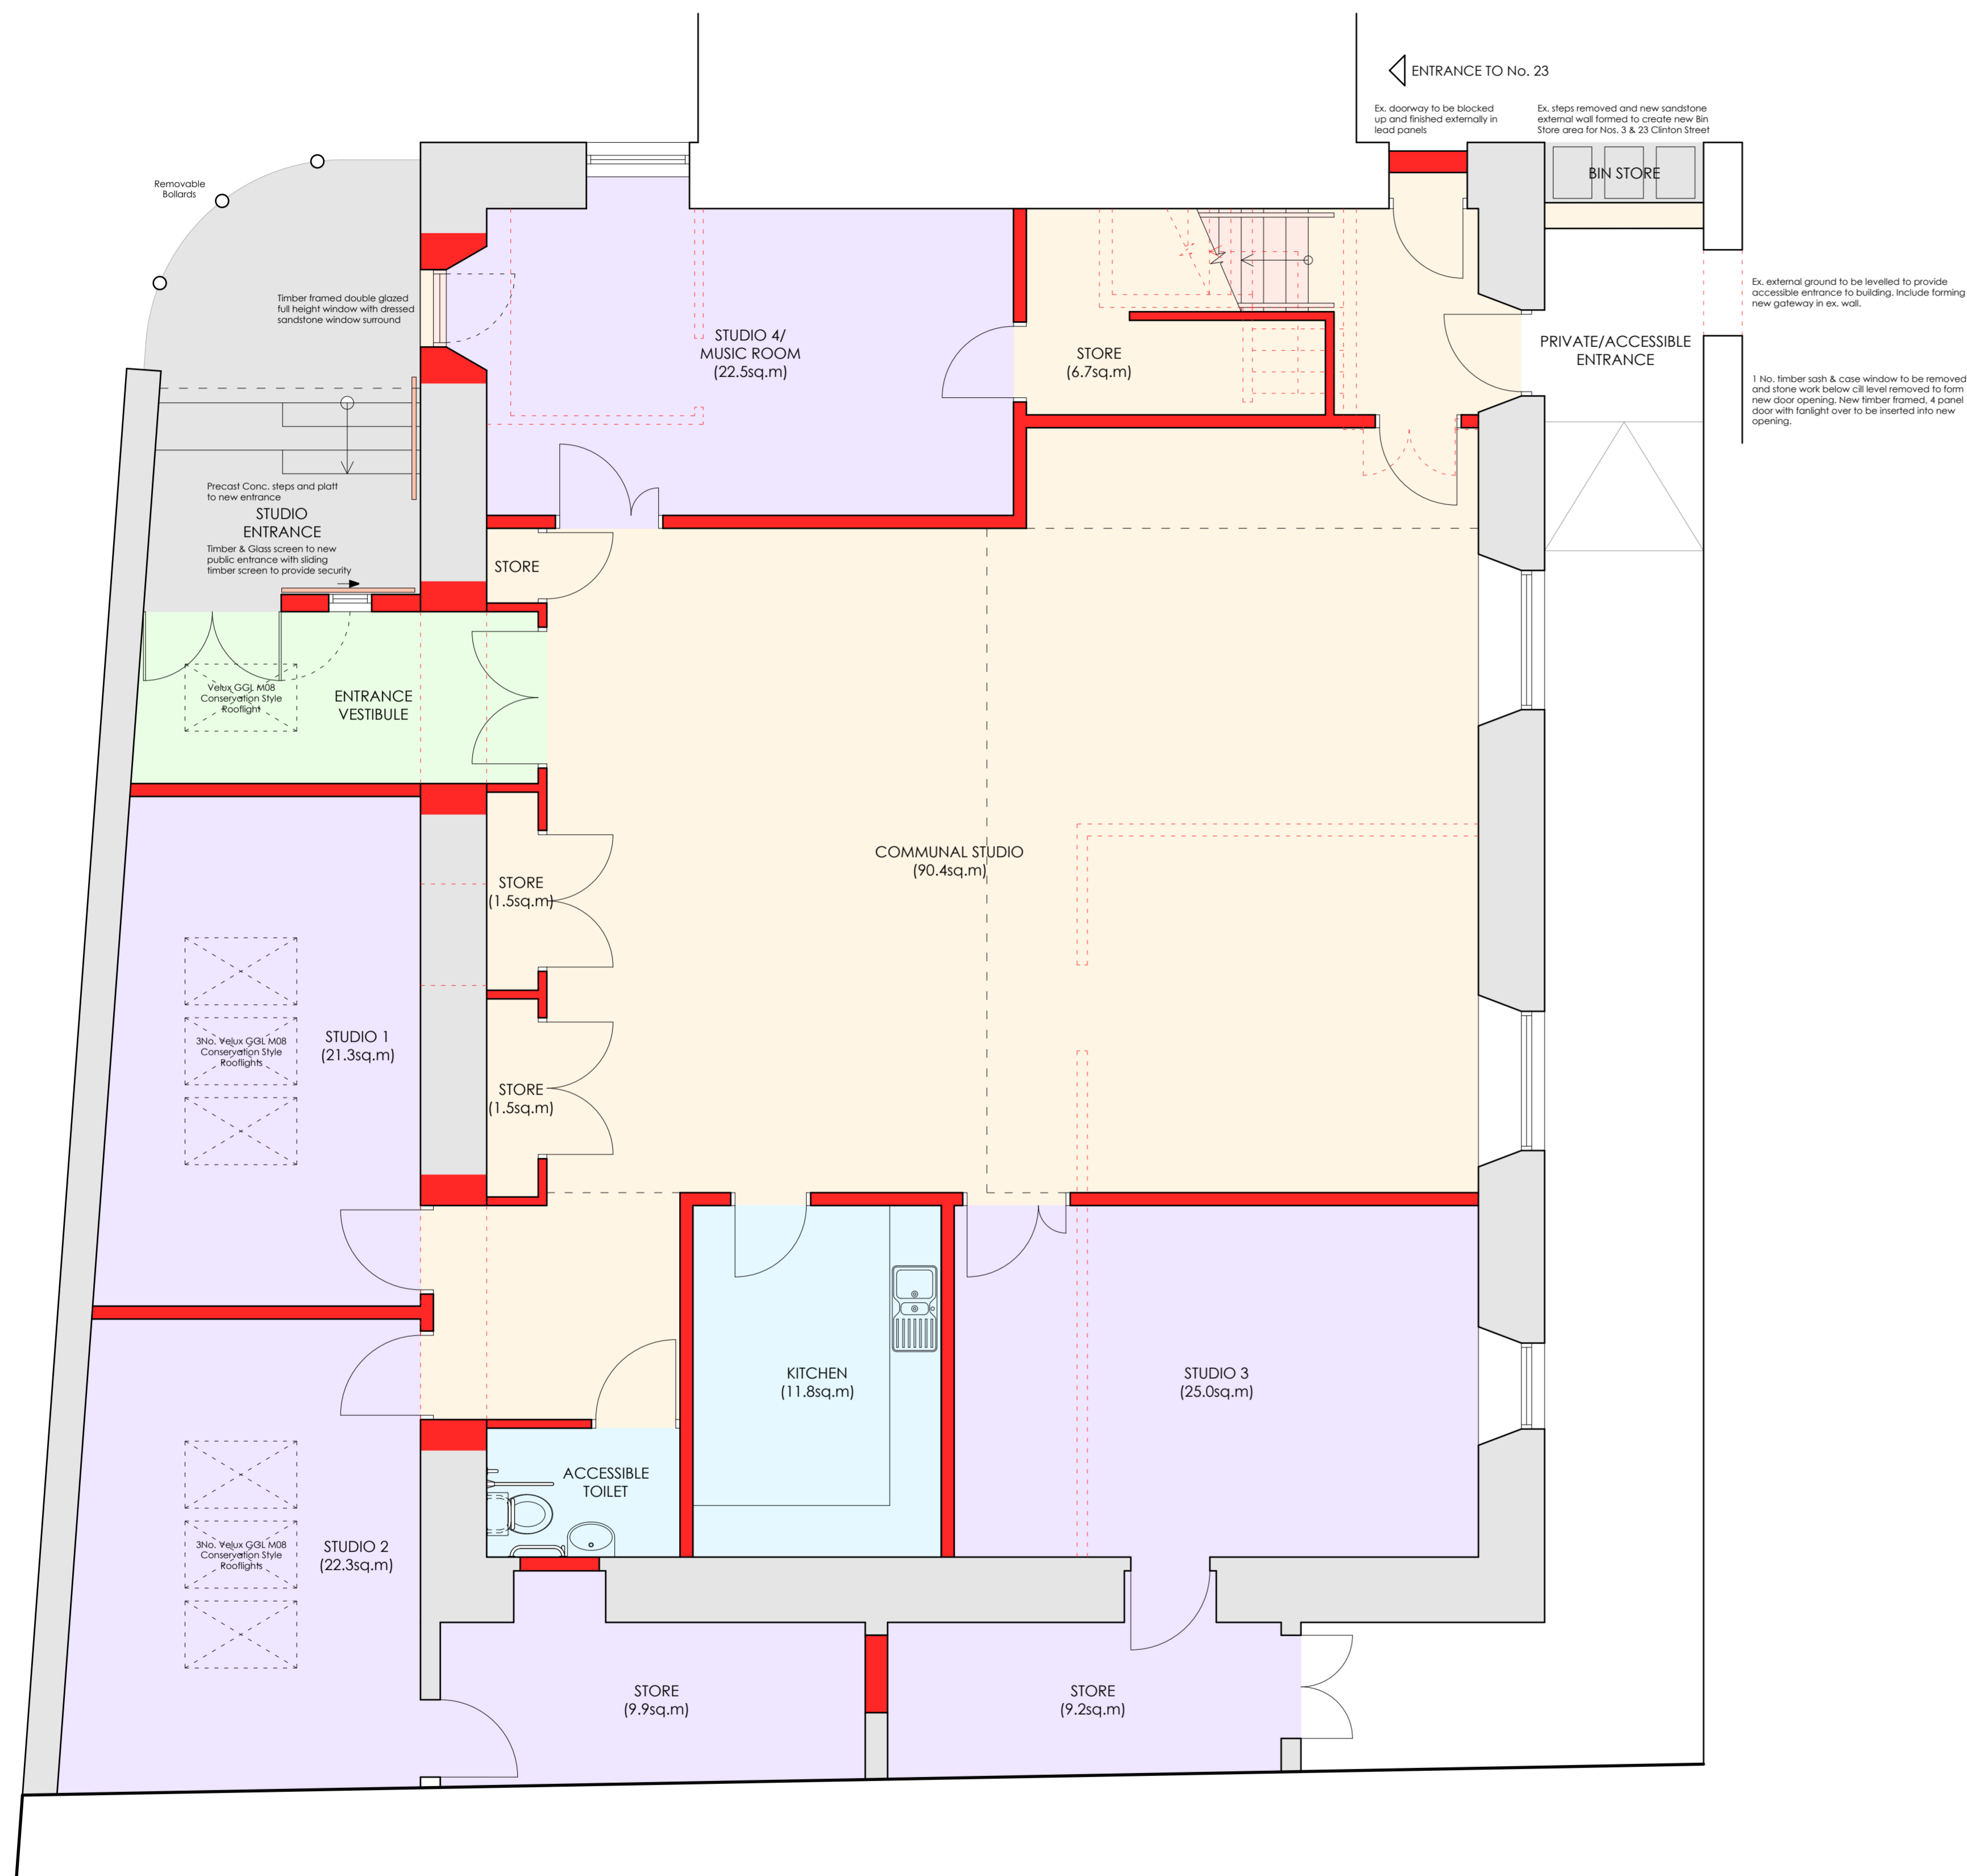 ENTRANCE TO No. 23
Ex. doorway to be blocked
up and finished externally in
lead panels
Ex. steps removed and new sandstone
external wall formed to create new Bin
Store area for Nos. 3 & 23 Clinton Street
BIN STORE
Removable
Bollards
Timber framed double glazed
full height window with dressed
sandstone window surround
STUDIO 4/
MUSIC ROOM
(22.5sq.m)
STORE
(6.7sq.m)
PRIVATE/ACCESSIBLE
ENTRANCE
Ex. external ground to be levelled to provide
accessible entrance to building. Include forming
new gateway in ex. wall.
1 No. timber sash & case window to be removed
and stone work below cill level removed to form
new door opening. New timber framed, 4 panel
door with fanlight over to be inserted into new
opening.
Precast Conc. steps and platt
to new entrance
STUDIO
ENTRANCE
Timber & Glass screen to new
public entrance with sliding
timber screen to provide security
STORE
Velux GGL M08
Conservation Style
Rooflight
ENTRANCE
VESTIBULE
COMMUNAL STUDIO
(90.4sq.m)
STORE
(1.5sq.m)
STUDIO 1
(21.3sq.m)
3No. Velux GGL M08
Conservation Style
Rooflights
STORE
(1.5sq.m)
KITCHEN
(11.8sq.m)
STUDIO 3
(25.0sq.m)
ACCESSIBLE
TOILET
STUDIO 2
(22.3sq.m)
3No. Velux GGL M08
Conservation Style
Rooflights
STORE
(9.9sq.m)
STORE
(9.2sq.m)